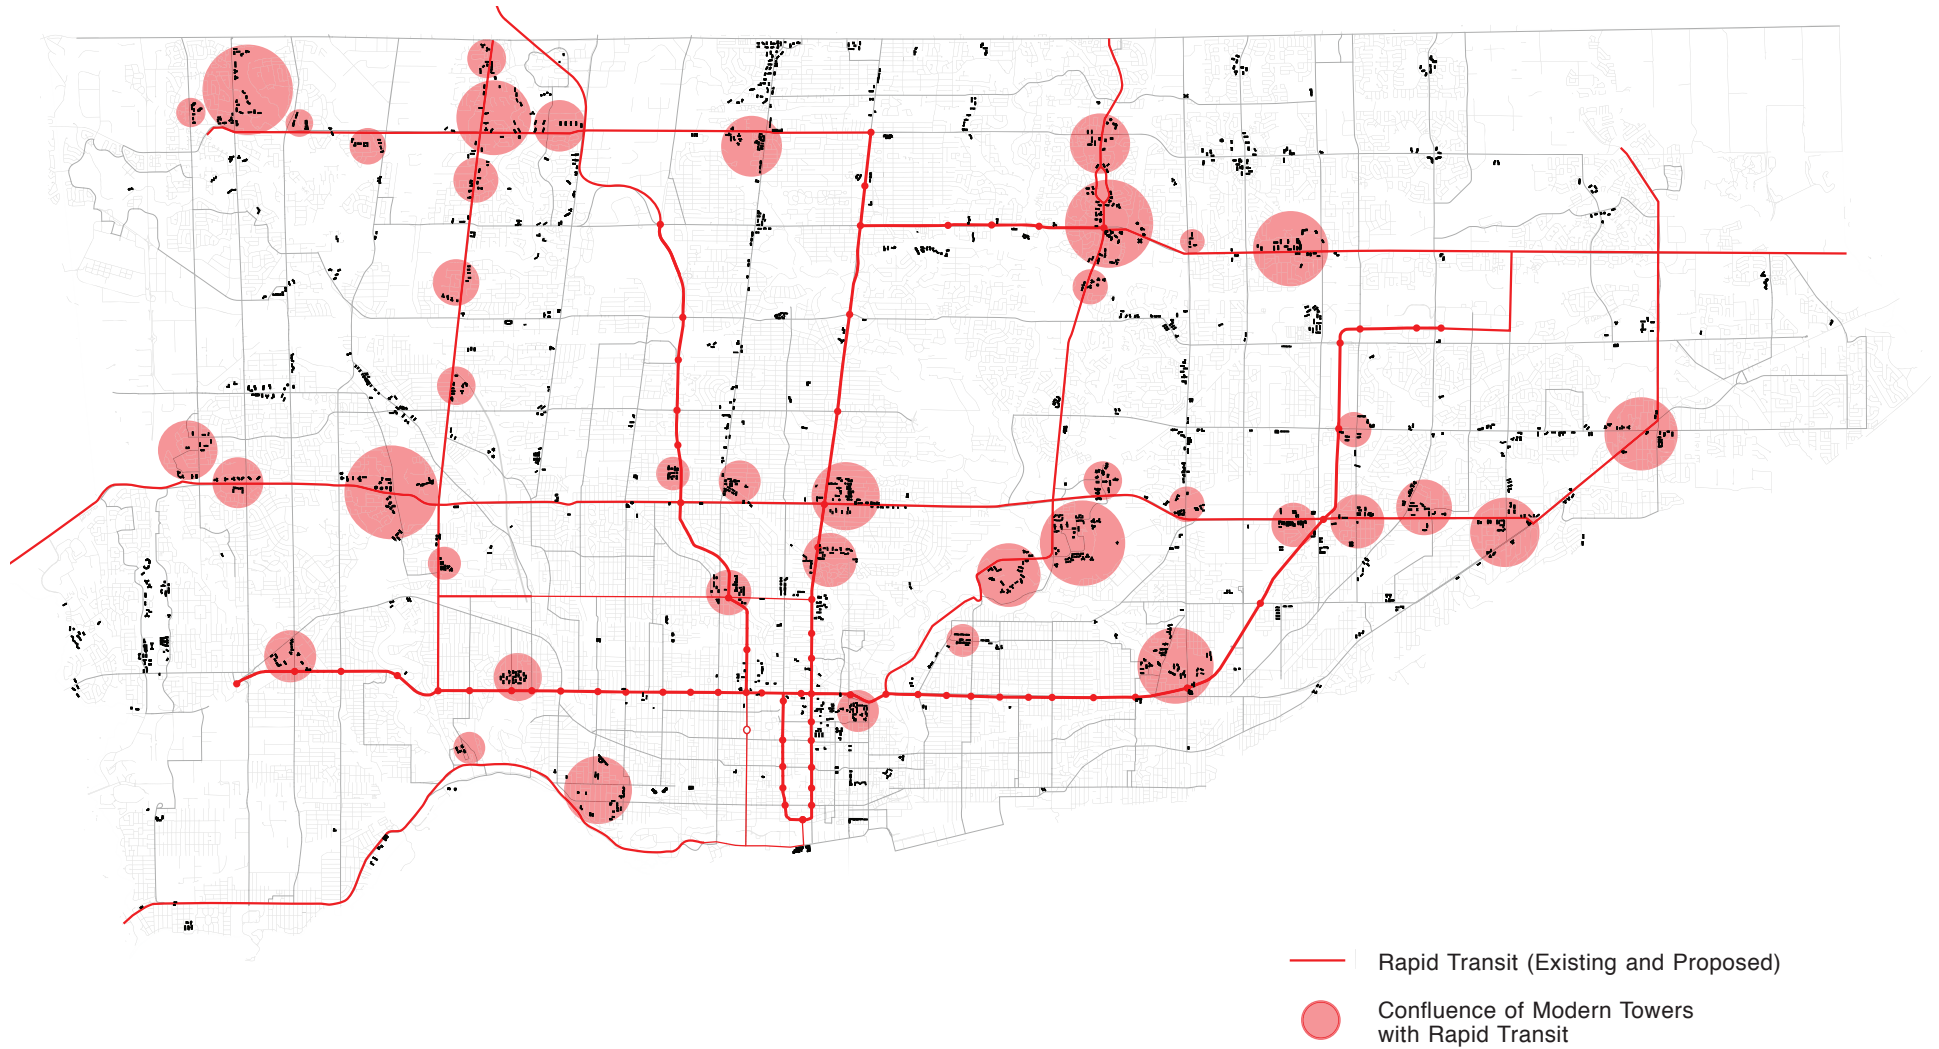 Rapid Transit (Existing and Proposed)
Confluence of Modern Towers
with Rapid Transit